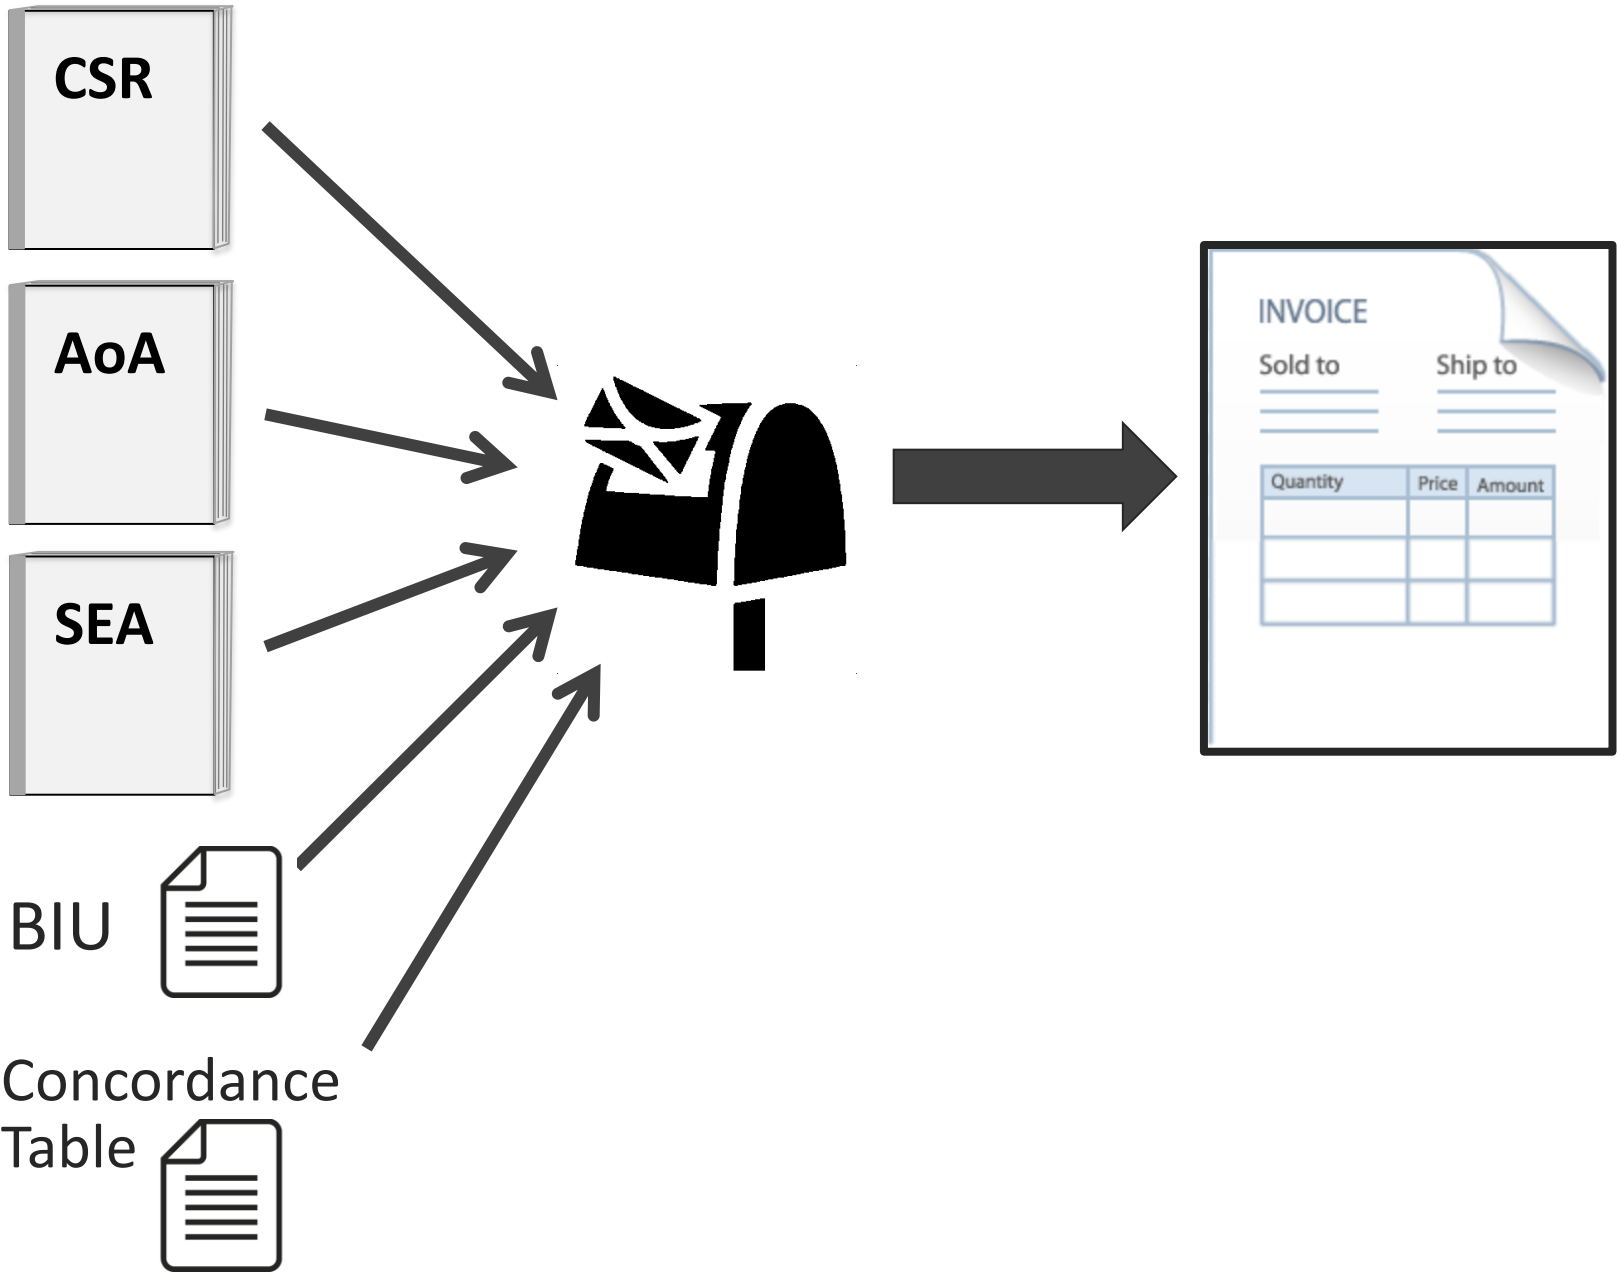 CSR
AoA
SEA
BIU
Concordance
Table
INVOICE
Sold to Ship to
Quantity Price Amount